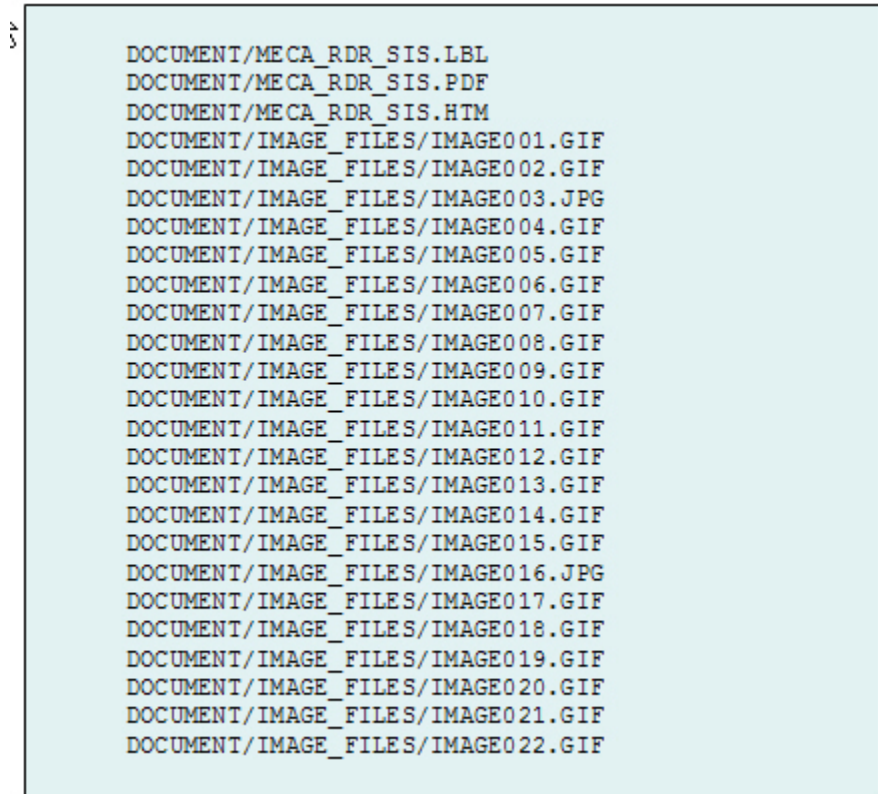 DOCUMENT/MECA_RDR_SIS.LBL
DOCUMENT/MECA_RDR_SIS.PDF
DOCUMENT/MECA_RDR_SIS.HTM
DOCUMENT/IMAGE_FILES/IMAGE001.GIF
DOCUMENT/IMAGE_FILES/IMAGE002.GIF
DOCUMENT/IMAGE_FILES/IMAGE003.JPG
DOCUMENT/IMAGE_FILES/IMAGE004.GIF
DOCUMENT/IMAGE_FILES/IMAGE005.GIF
DOCUMENT/IMAGE_FILES/IMAGE006.GIF
DOCUMENT/IMAGE_FILES/IMAGE007.GIF
DOCUMENT/IMAGE_FILES/IMAGE008.GIF
DOCUMENT/IMAGE_FILES/IMAGE009.GIF
DOCUMENT/IMAGE_FILES/IMAGE010.GIF
DOCUMENT/IMAGE_FILES/IMAGE011.GIF
DOCUMENT/IMAGE_FILES/IMAGE012.GIF
DOCUMENT/IMAGE_FILES/IMAGE013.GIF
DOCUMENT/IMAGE_FILES/IMAGE014.GIF
DOCUMENT/IMAGE_FILES/IMAGE015.GIF
DOCUMENT/IMAGE_FILES/IMAGE016.JPG
DOCUMENT/IMAGE_FILES/IMAGE017.GIF
DOCUMENT/IMAGE_FILES/IMAGE018.GIF
DOCUMENT/IMAGE_FILES/IMAGE019.GIF
DOCUMENT/IMAGE_FILES/IMAGE020.GIF
DOCUMENT/IMAGE_FILES/IMAGE021.GIF
DOCUMENT/IMAGE_FILES/IMAGE022.GIF